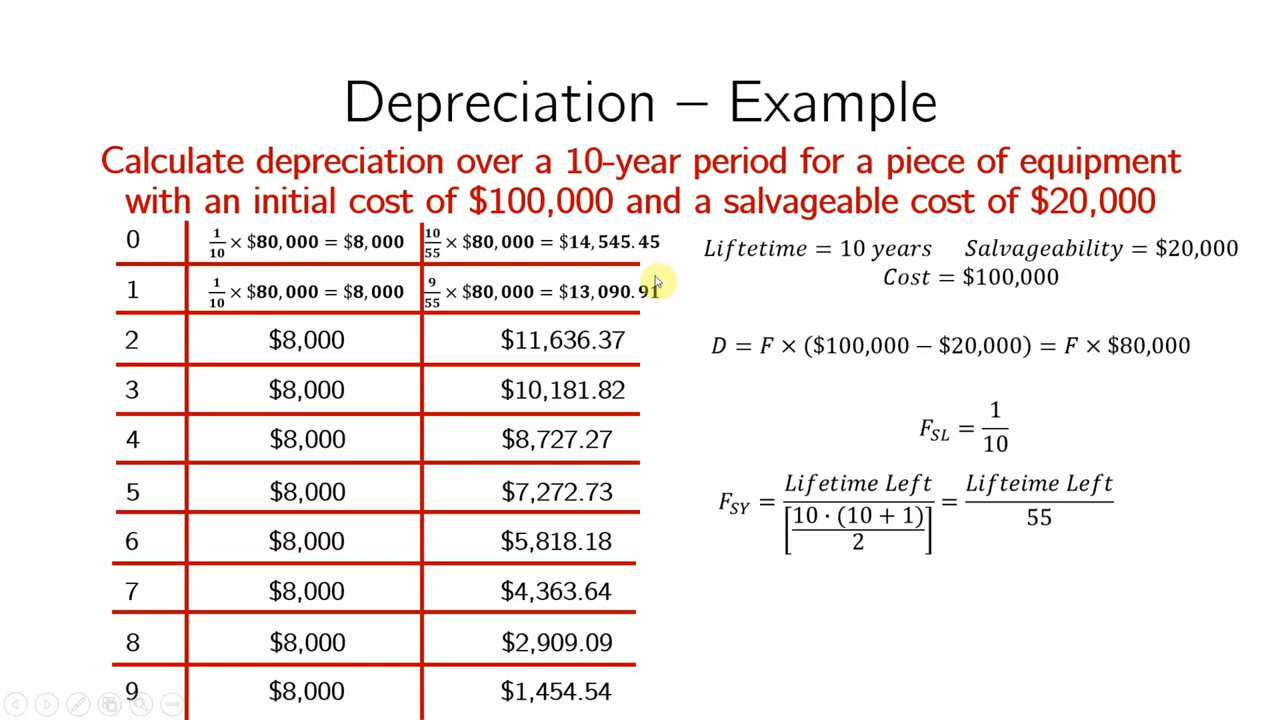 Depreciation – Example
Calculate depreciation over a 10-year period for a piece of equipment
with an initial cost of $100,000 and a salvageable cost of $20,000
0 1/10 × $80,000 = $8,000 10/55 × $80,000 = $14,545.45
1 1/10 × $80,000 = $8,000 9/55 × $80,000 = $13,090.91
2 $8,000 $11,636.37
3 $8,000 $10,181.82
4 $8,000 $8,727.27
5 $8,000 $7,272.73
6 $8,000 $5,818.18
7 $8,000 $4,363.64
8 $8,000 $2,909.09
9 $8,000 $1,454.54
Liftetime = 10 years Salvageability = $20,000
Cost = $100,000
D = F × ($100,000 − $20,000) = F × $80,000
F_SL = 1/10
F_SY = Lifetime Left / [10 · (10 + 1) / 2] = Lifteime Left / 55